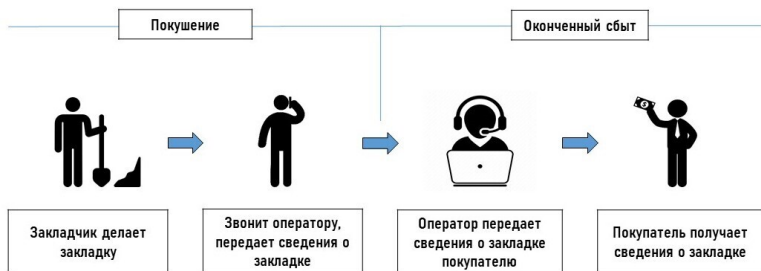 Покушение
Оконченный сбыт
Закладчик делает
закладку
Звонит оператору,
передает сведения о
закладке
Оператор передает
сведения о закладке
покупателю
Покупатель получает
сведения о закладке